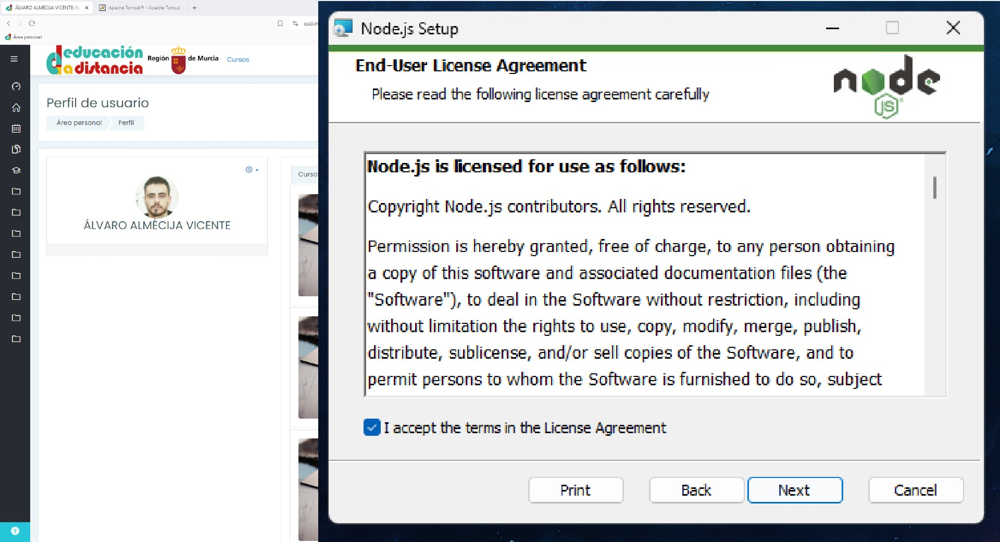 ÁLVARO ALMÉCIJA VICENTE: Pe
Apache Tomcat® - Apache Tomcat
ead.m
Área personal
educación
a distancia
Región de Murcia
Cursos
Perfil de usuario
Área personal
Perfil
Cursos
ÁLVARO ALMÉCIJA VICENTE
Node.js Setup
End-User License Agreement
Please read the following license agreement carefully
node
JS
Node.js is licensed for use as follows:
Copyright Node.js contributors. All rights reserved.
Permission is hereby granted, free of charge, to any person obtaining
a copy of this software and associated documentation files (the
"Software"), to deal in the Software without restriction, including
without limitation the rights to use, copy, modify, merge, publish,
distribute, sublicense, and/or sell copies of the Software, and to
permit persons to whom the Software is furnished to do so, subject
I accept the terms in the License Agreement
Print
Back
Next
Cancel